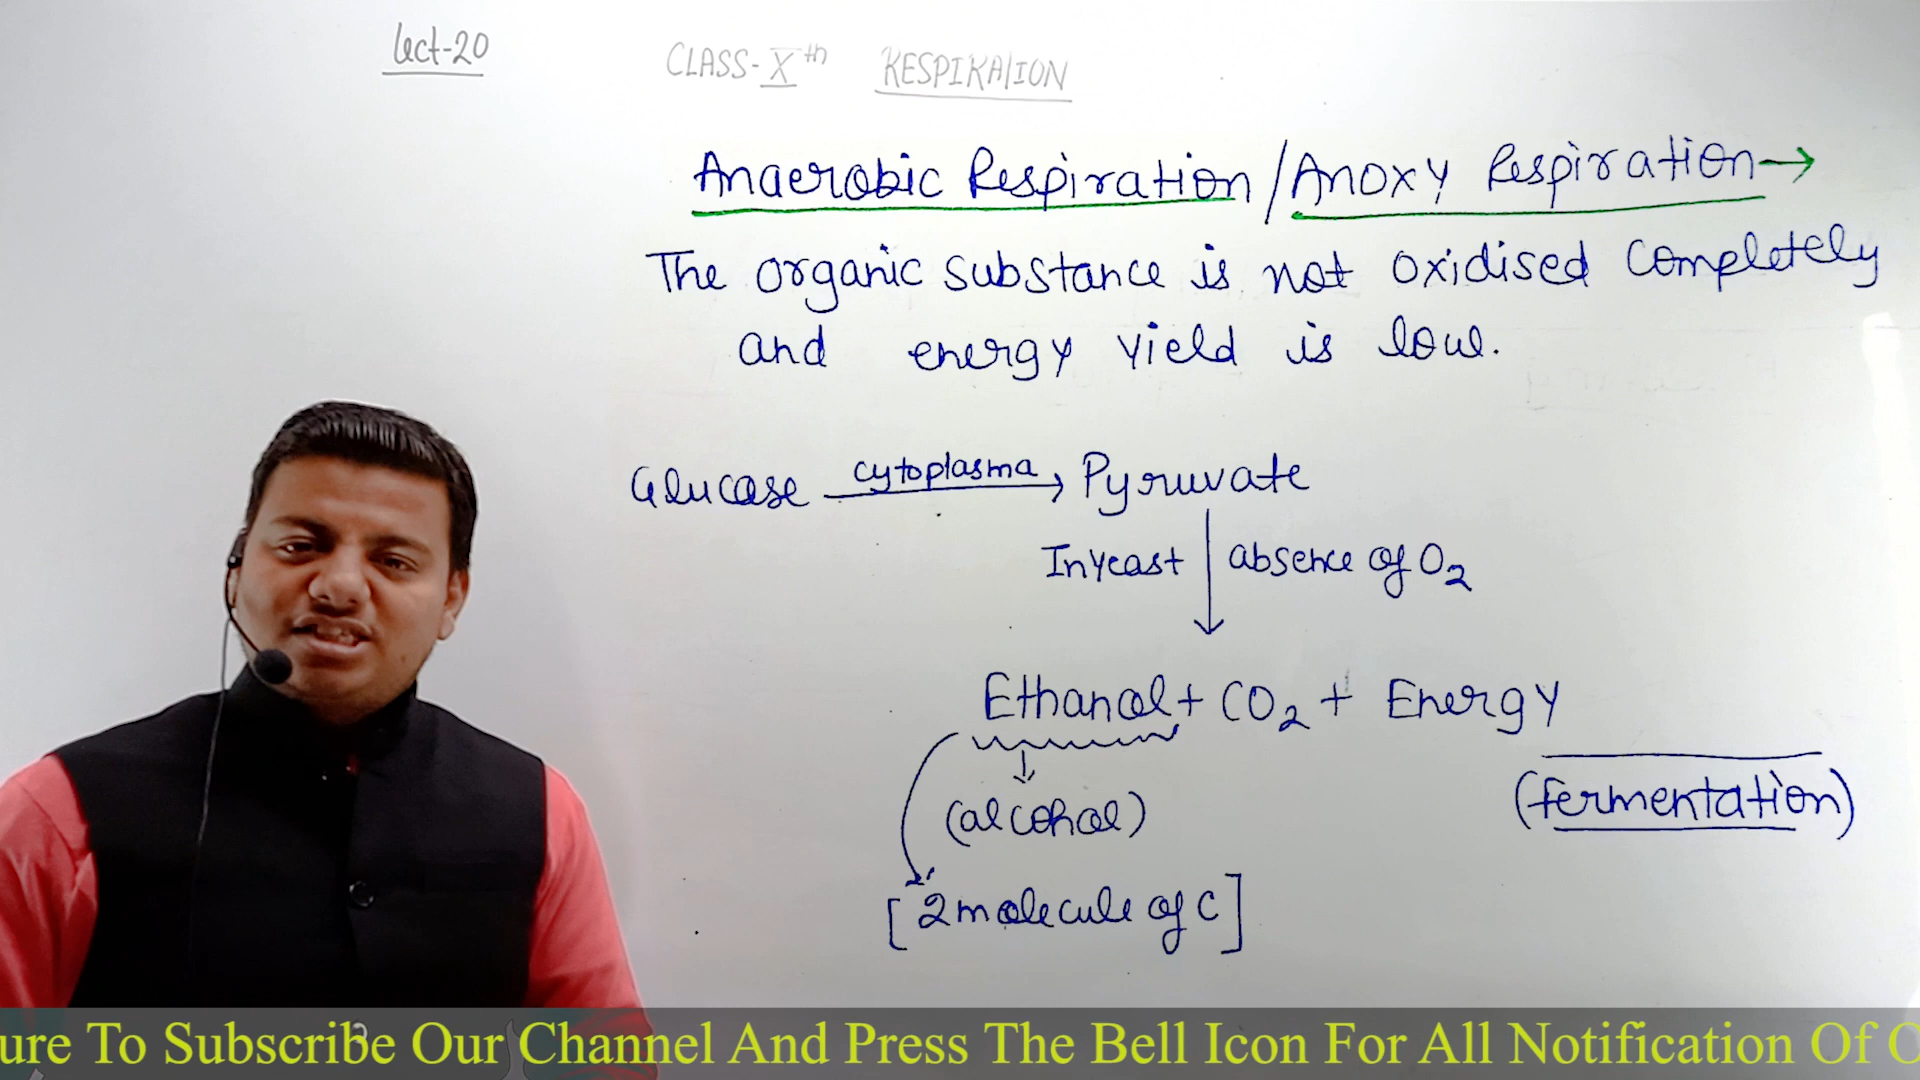 Lect-20
CLASS-Xth RESPIRATION
Anaerobic Respiration / Anoxy Respiration →
The organic substance is not oxidised completely
and energy yield is low.
Glucose cytoplasma → Pyruvate
In yeast absence of O2
Ethanol + CO2 + Energy
(fermentation)
(alcohol)
[2 molecule of C]
ure To Subscribe Our Channel And Press The Bell Icon For All Notification Of